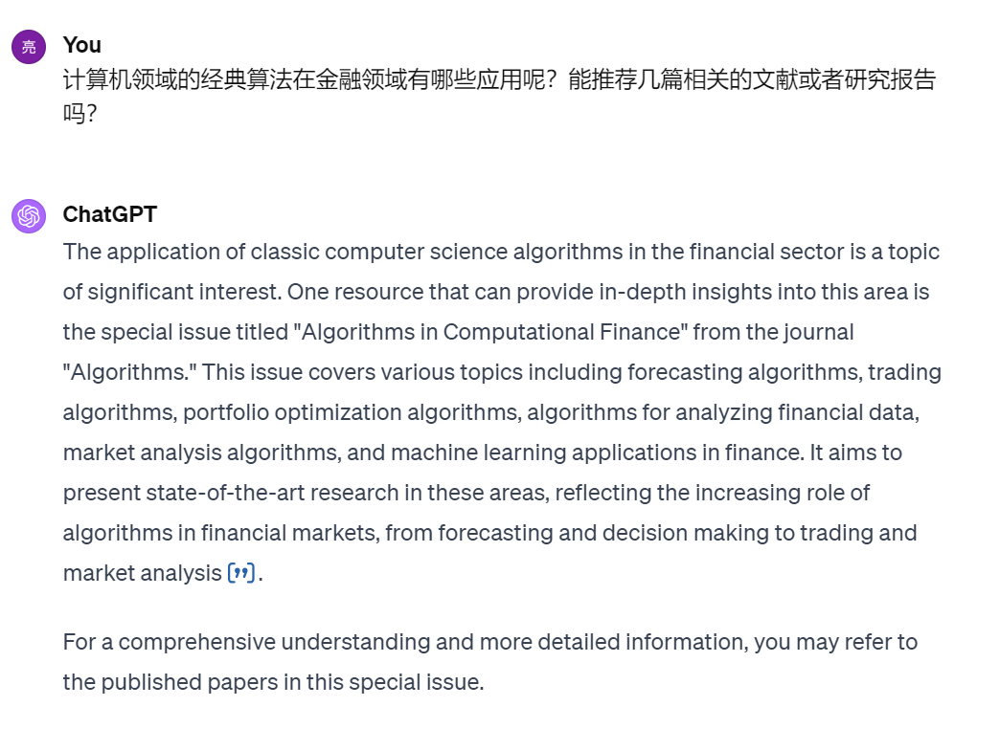 亮
You
计算机领域的经典算法在金融领域有哪些应用呢？能推荐几篇相关的文献或者研究报告
吗？
ChatGPT
The application of classic computer science algorithms in the financial sector is a topic
of significant interest. One resource that can provide in-depth insights into this area is
the special issue titled "Algorithms in Computational Finance" from the journal
"Algorithms." This issue covers various topics including forecasting algorithms, trading
algorithms, portfolio optimization algorithms, algorithms for analyzing financial data,
market analysis algorithms, and machine learning applications in finance. It aims to
present state-of-the-art research in these areas, reflecting the increasing role of
algorithms in financial markets, from forecasting and decision making to trading and
market analysis [”].
For a comprehensive understanding and more detailed information, you may refer to
the published papers in this special issue.